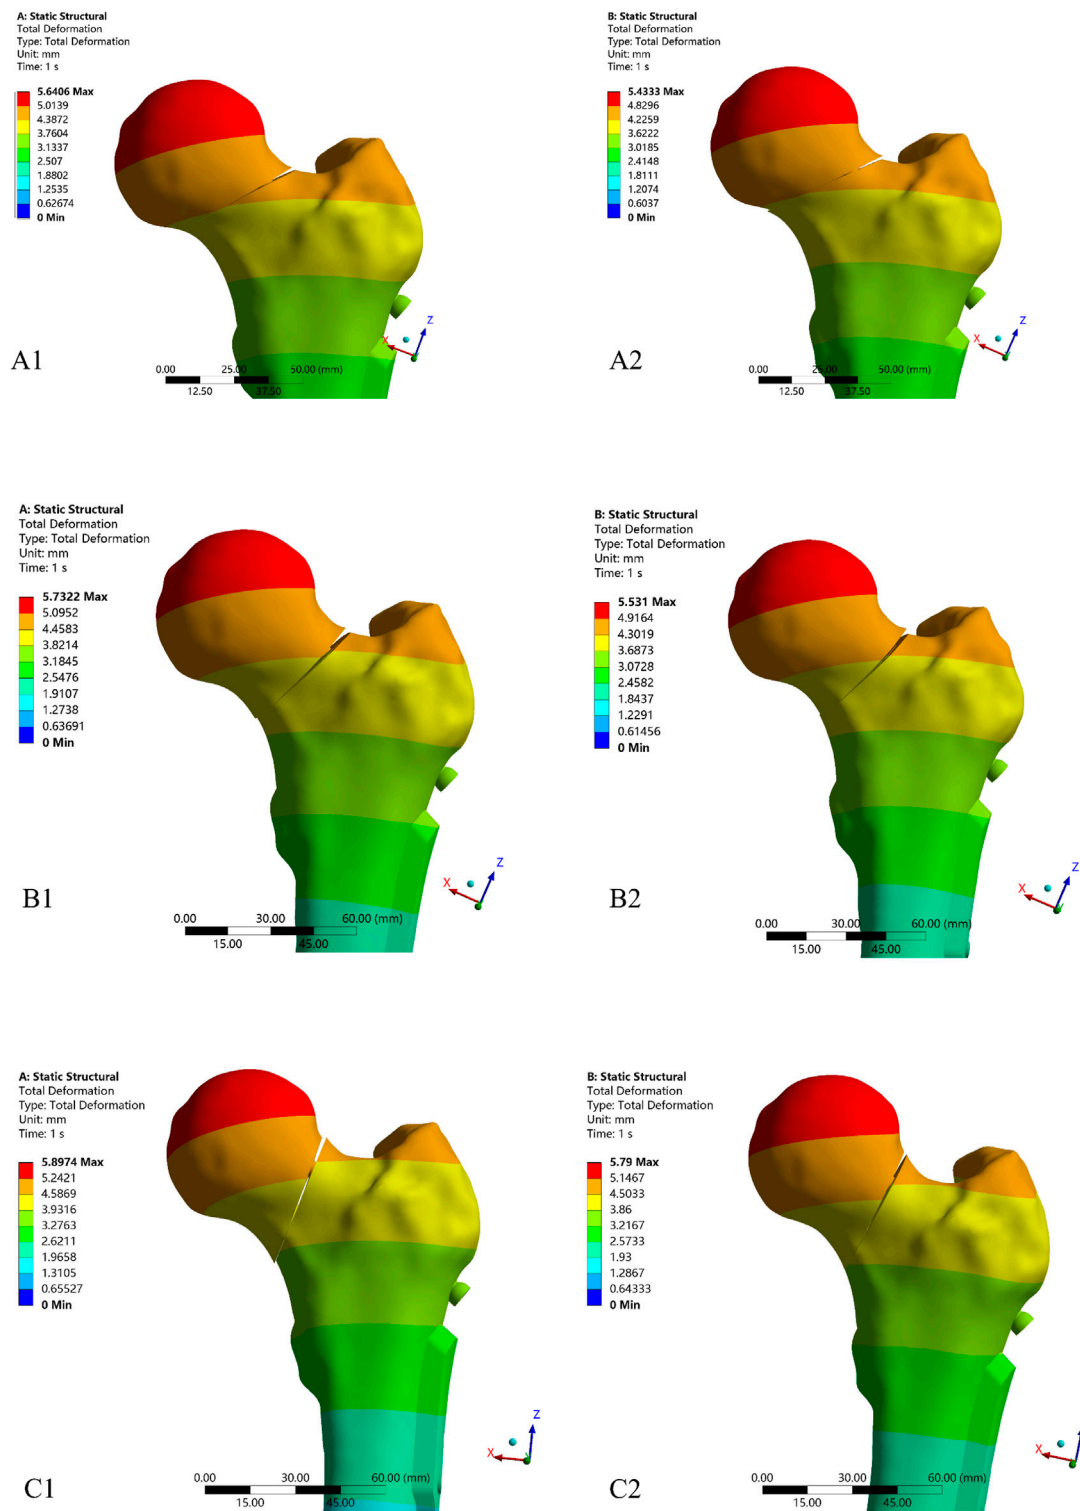 A: Static Structural
Total Deformation
Type: Total Deformation
Unit: mm
Time: 1 s
5.6406 Max
5.0139
4.3872
3.7604
3.1337
2.507
1.8802
1.2535
0.62674
0 Min
Z
X
0.00 25.00 50.00 (mm)
12.50 37.50
A1
B: Static Structural
Total Deformation
Type: Total Deformation
Unit: mm
Time: 1 s
5.4333 Max
4.8296
4.2259
3.6222
3.0185
2.4148
1.8111
1.2074
0.6037
0 Min
Z
X
0.00 25.00 50.00 (mm)
12.50 37.50
A2
A: Static Structural
Total Deformation
Type: Total Deformation
Unit: mm
Time: 1 s
5.7322 Max
5.0952
4.4583
3.8214
3.1845
2.5476
1.9107
1.2738
0.63691
0 Min
Z
X
0.00 30.00 60.00 (mm)
15.00 45.00
B1
B: Static Structural
Total Deformation
Type: Total Deformation
Unit: mm
Time: 1 s
5.531 Max
4.9164
4.3019
3.6873
3.0728
2.4582
1.8437
1.2291
0.61456
0 Min
Z
X
Y
0.00 30.00 60.00 (mm)
15.00 45.00
B2
A: Static Structural
Total Deformation
Type: Total Deformation
Unit: mm
Time: 1 s
5.8974 Max
5.2421
4.5869
3.9316
3.2763
2.6211
1.9658
1.3105
0.65527
0 Min
Z
X
0.00 30.00 60.00 (mm)
15.00 45.00
C1
B: Static Structural
Total Deformation
Type: Total Deformation
Unit: mm
Time: 1 s
5.79 Max
5.1467
4.5033
3.86
3.2167
2.5733
1.93
1.2867
0.64333
0 Min
X
0.00 30.00 60.00 (mm)
15.00 45.00
C2